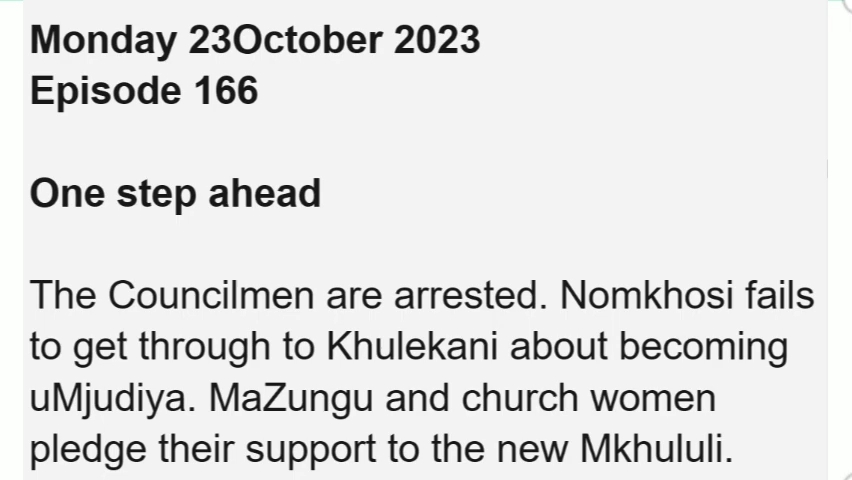 Monday 23October 2023
Episode 166
One step ahead
The Councilmen are arrested. Nomkhosi fails
to get through to Khulekani about becoming
uMjudiya. MaZungu and church women
pledge their support to the new Mkhululi.